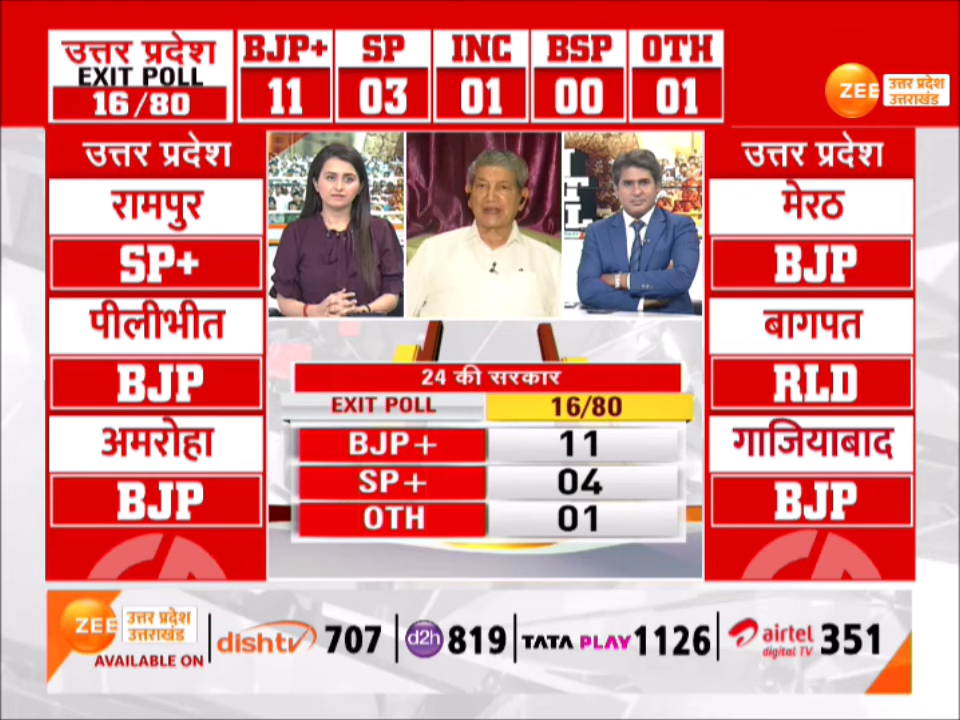 उत्तर प्रदेश
EXIT POLL
16/80
BJP+ SP INC BSP OTH
11 03 01 00 01
ZEE उत्तर प्रदेश
उत्तराखंड
उत्तर प्रदेश
रामपुर
SP+
पीलीभीत
BJP
अमरोहा
BJP
24 की सरकार
EXIT POLL 16/80
BJP+ 11
SP+ 04
OTH 01
उत्तर प्रदेश
मेरठ
BJP
बागपत
RLD
गाजियाबाद
BJP
ZEE उत्तर प्रदेश
उत्तराखंड
AVAILABLE ON
dishtv 707
d2h 819
TATA PLAY 1126
airtel
digital TV 351